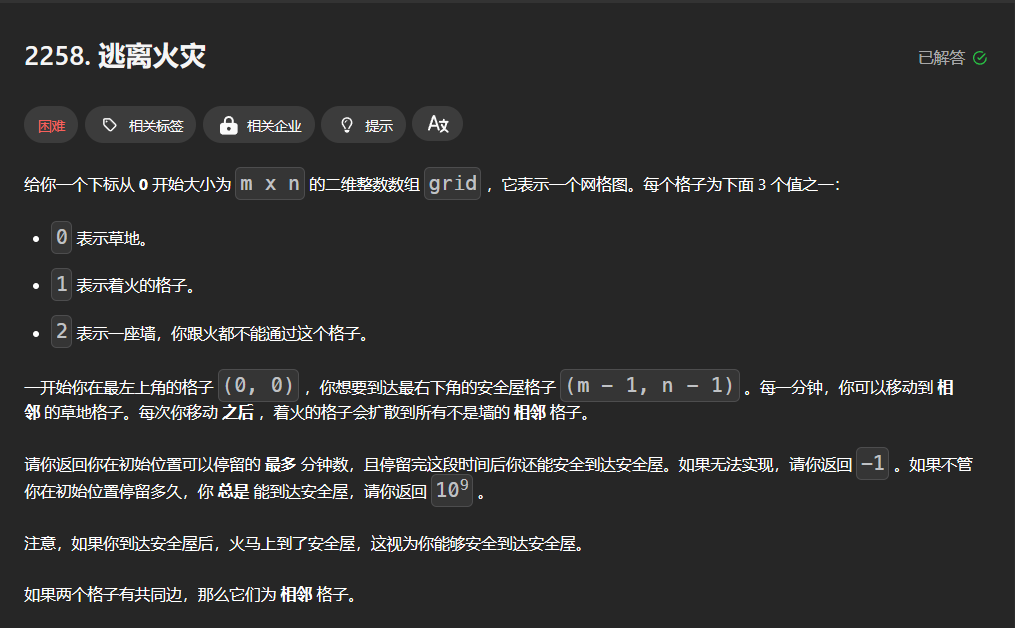 2258. 逃离火灾
已解答
困难
相关标签
相关企业
提示
给你一个下标从 0 开始大小为 m x n 的二维整数数组 grid ，它表示一个网格图。每个格子为下面 3 个值之一：
• 0 表示草地。
• 1 表示着火的格子。
• 2 表示一座墙，你跟火都不能通过这个格子。
一开始你在最左上角的格子 (0, 0) ，你想要到达最右下角的安全屋格子 (m - 1, n - 1) 。每一分钟，你可以移动到 相
邻 的草地格子。每次你移动 之后 ，着火的格子会扩散到所有不是墙的 相邻 格子。
请你返回你在初始位置可以停留的 最多 分钟数，且停留完这段时间后你还能安全到达安全屋。如果无法实现，请你返回 -1 。如果不管
你在初始位置停留多久，你 总是 能到达安全屋，请你返回 10⁹ 。
注意，如果你到达安全屋后，火马上到了安全屋，这视为你能够安全到达安全屋。
如果两个格子有共同边，那么它们为 相邻 格子。